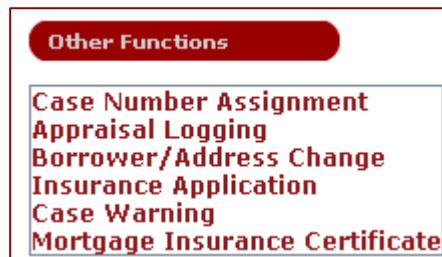 Other Functions
Case Number Assignment
Appraisal Logging
Borrower/Address Change
Insurance Application
Case Warning
Mortgage Insurance Certificate